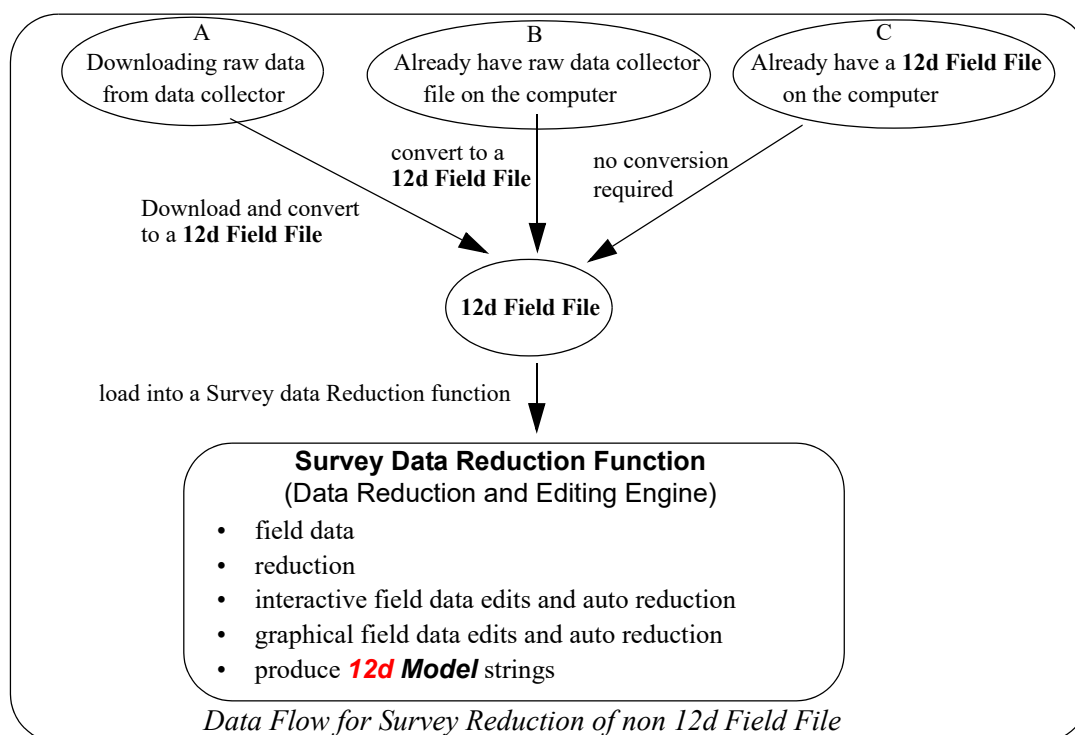 A
Downloading raw data
from data collector
B
Already have raw data collector
file on the computer
C
Already have a 12d Field File
on the computer
convert to a
12d Field File
no conversion
required
Download and convert
to a 12d Field File
12d Field File
load into a Survey data Reduction function
Survey Data Reduction Function
(Data Reduction and Editing Engine)
• field data
• reduction
• interactive field data edits and auto reduction
• graphical field data edits and auto reduction
• produce 12d Model strings
Data Flow for Survey Reduction of non 12d Field File